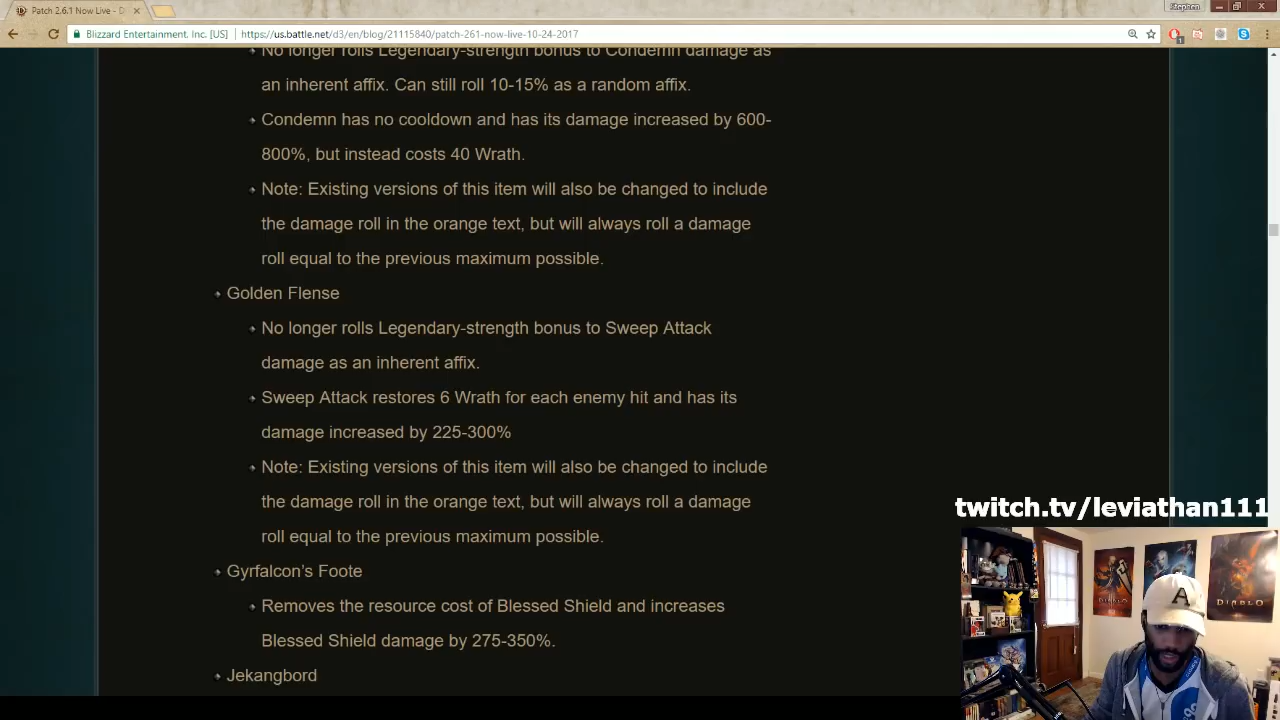 Patch 2.6.1 Now Live - D
Stephen
Blizzard Entertainment, Inc. [US]
https://us.battle.net/d3/en/blog/21115840/patch-261-now-live-10-24-2017
No longer rolls Legendary-strength bonus to Condemn damage as
an inherent affix. Can still roll 10-15% as a random affix.
Condemn has no cooldown and has its damage increased by 600-
800%, but instead costs 40 Wrath.
Note: Existing versions of this item will also be changed to include
the damage roll in the orange text, but will always roll a damage
roll equal to the previous maximum possible.
Golden Flense
No longer rolls Legendary-strength bonus to Sweep Attack
damage as an inherent affix.
Sweep Attack restores 6 Wrath for each enemy hit and has its
damage increased by 225-300%
Note: Existing versions of this item will also be changed to include
the damage roll in the orange text, but will always roll a damage
roll equal to the previous maximum possible.
Gyrfalcon's Foote
Removes the resource cost of Blessed Shield and increases
Blessed Shield damage by 275-350%.
Jekangbord
twitch.tv/leviathan111
DIABLO
DIABLO
A